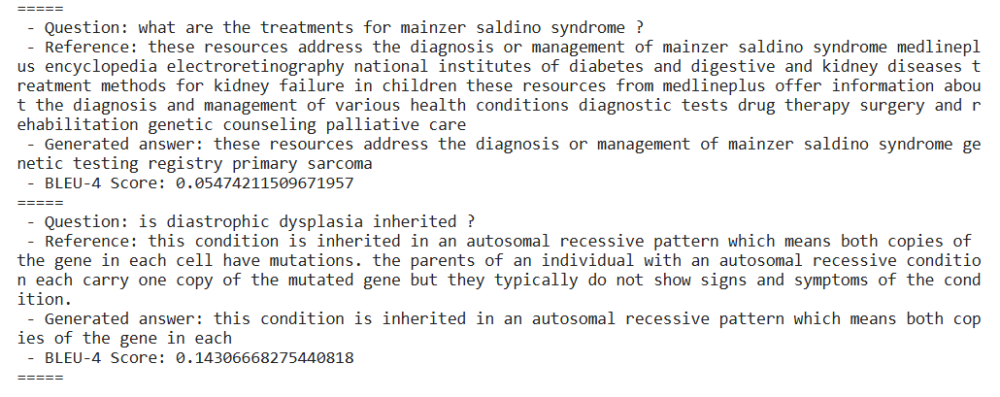 =====
 - Question: what are the treatments for mainzer saldino syndrome ?
 - Reference: these resources address the diagnosis or management of mainzer saldino syndrome medlinepl
us encyclopedia electroretinography national institutes of diabetes and digestive and kidney diseases t
reatment methods for kidney failure in children these resources from medlineplus offer information abou
t the diagnosis and management of various health conditions diagnostic tests drug therapy surgery and r
ehabilitation genetic counseling palliative care
 - Generated answer: these resources address the diagnosis or management of mainzer saldino syndrome ge
netic testing registry primary sarcoma
 - BLEU-4 Score: 0.05474211509671957
=====
 - Question: is diastrophic dysplasia inherited ?
 - Reference: this condition is inherited in an autosomal recessive pattern which means both copies of
the gene in each cell have mutations. the parents of an individual with an autosomal recessive conditio
n each carry one copy of the mutated gene but they typically do not show signs and symptoms of the cond
ition.
 - Generated answer: this condition is inherited in an autosomal recessive pattern which means both cop
ies of the gene in each
 - BLEU-4 Score: 0.14306668275440818
=====